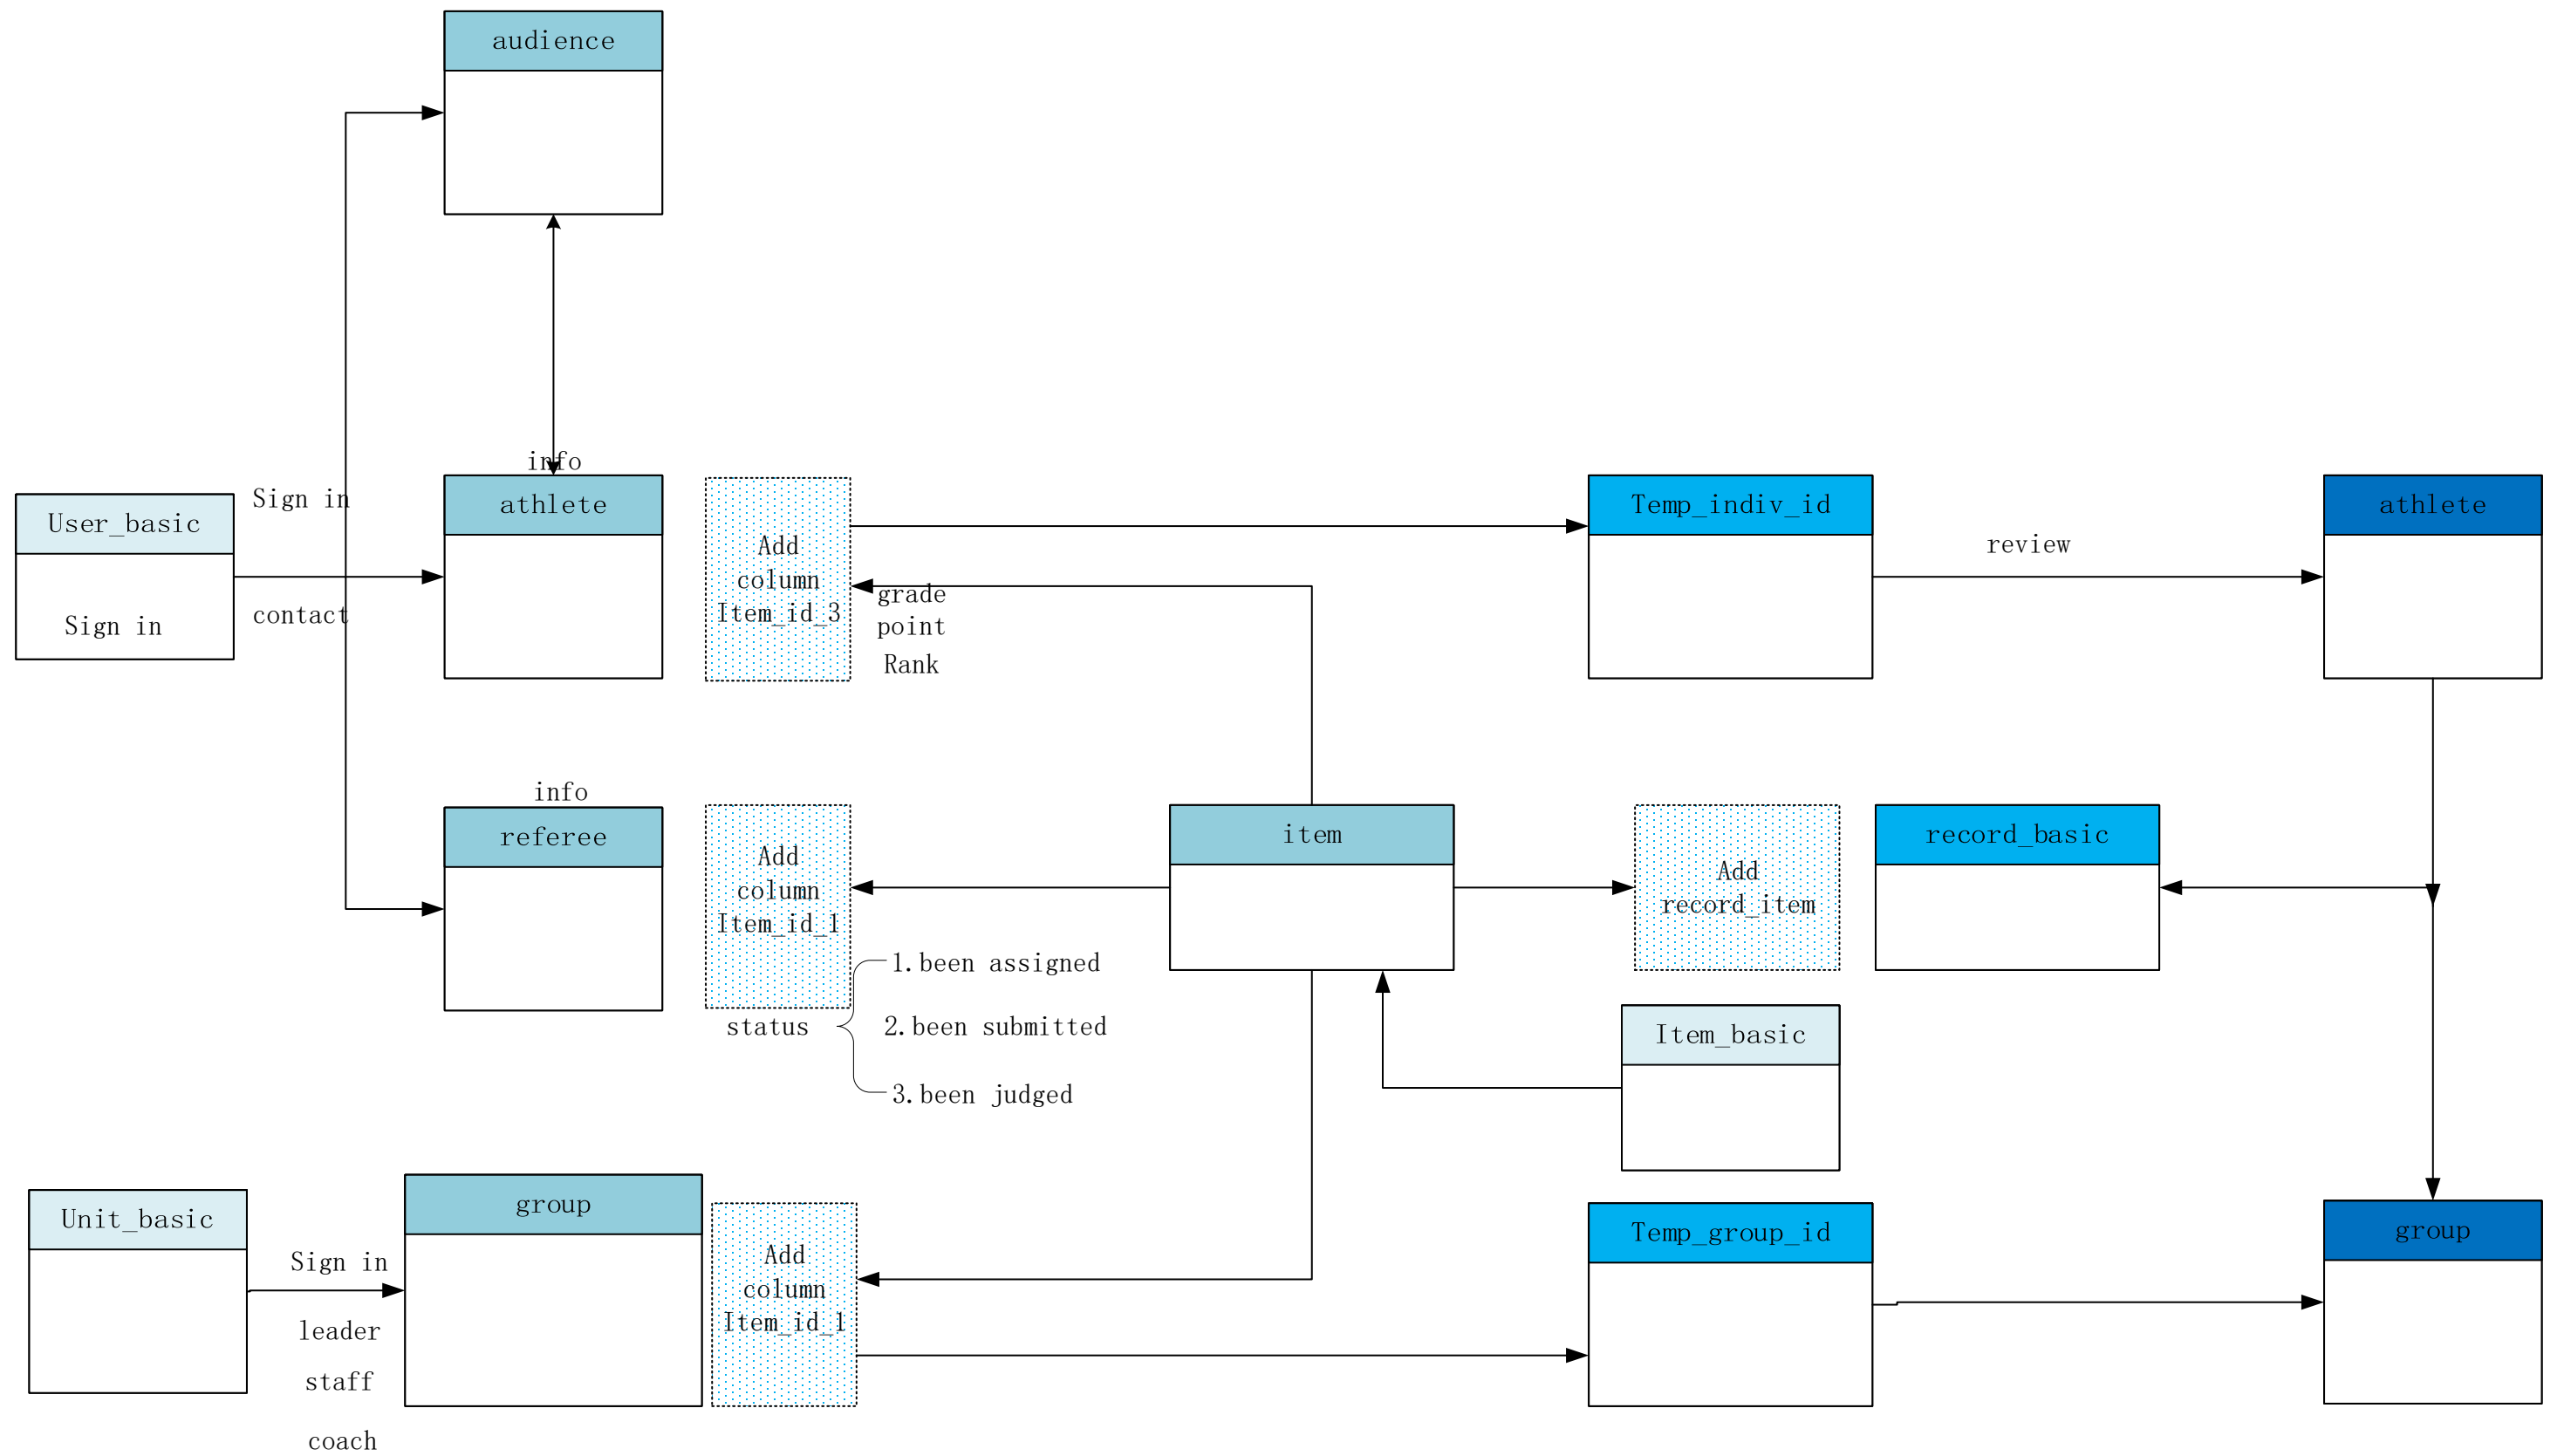 audience
info
athlete
User_basic
Sign in
Sign in
contact
Add
column
Item_id_3
grade
point
Rank
Temp_indiv_id
review
athlete
info
referee
Add
column
Item_id_1
status
1.been assigned
2.been submitted
3.been judged
item
Add
record_item
record_basic
Item_basic
Unit_basic
Sign in
leader
staff
coach
group
Add
column
Item_id_1
Temp_group_id
group